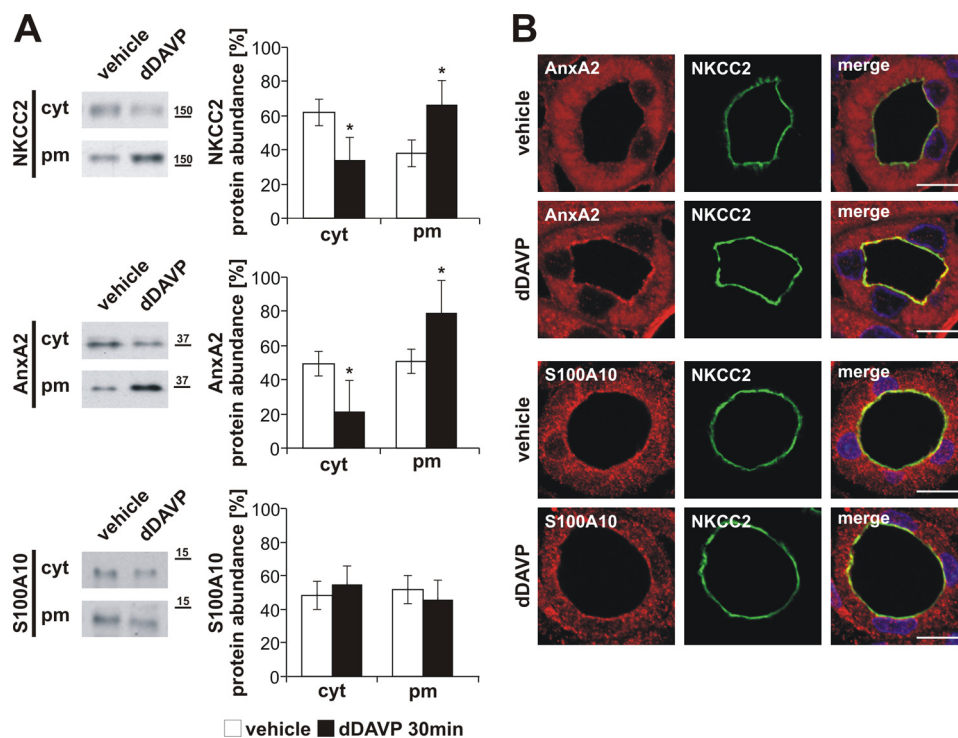 A
vehicle
dDAVP
NKCC2
cyt
150
pm
150
NKCC2
protein abundance [%]
100
80
60
40
20
0
*
*
cyt
pm
vehicle
dDAVP
AnxA2
cyt
37
pm
37
AnxA2
protein abundance [%]
100
80
60
40
20
0
*
*
cyt
pm
vehicle
dDAVP
S100A10
cyt
15
pm
15
S100A10
protein abundance [%]
100
80
60
40
20
0
cyt
pm
vehicle
dDAVP 30min
B
vehicle
AnxA2
NKCC2
merge
dDAVP
AnxA2
NKCC2
merge
vehicle
S100A10
NKCC2
merge
dDAVP
S100A10
NKCC2
merge